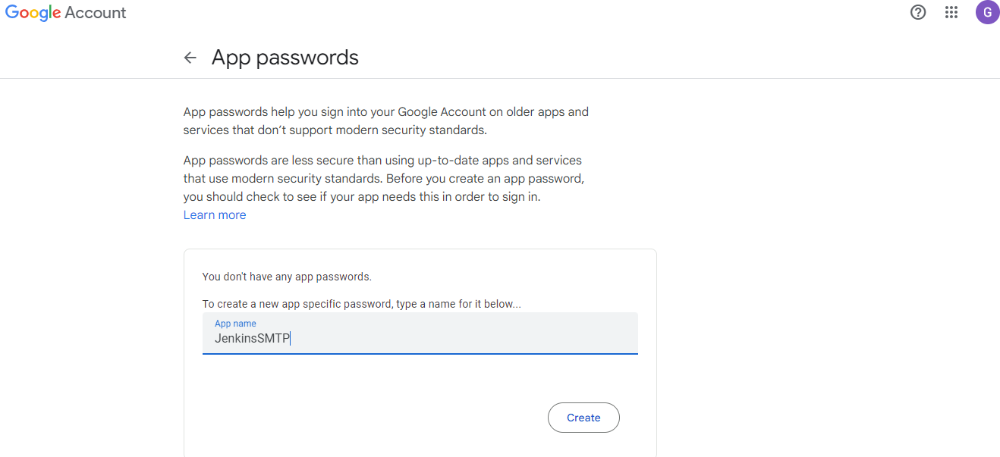 Google Account
G
App passwords
App passwords help you sign into your Google Account on older apps and
services that don’t support modern security standards.
App passwords are less secure than using up-to-date apps and services
that use modern security standards. Before you create an app password,
you should check to see if your app needs this in order to sign in.
Learn more
You don't have any app passwords.
To create a new app specific password, type a name for it below...
App name
JenkinsSMTP
Create